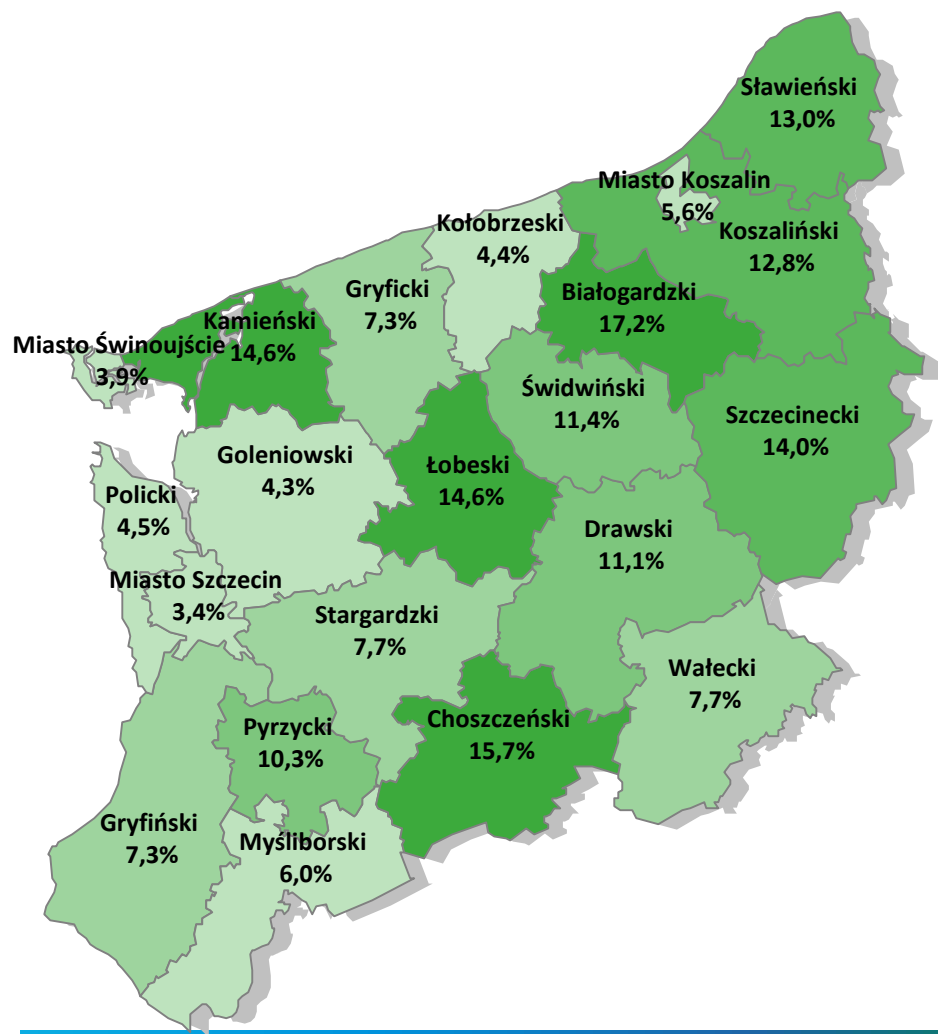 Sławieński
13,0%
Miasto Koszalin
5,6%
Kołobrzeski
4,4%
Koszaliński
12,8%
Gryficki
7,3%
Białogardzki
17,2%
Kamieński
14,6%
Miasto Świnoujście
3,9%
Świdwiński
11,4%
Szczecinecki
14,0%
Goleniowski
4,3%
Łobeski
14,6%
Policki
4,5%
Drawski
11,1%
Miasto Szczecin
3,4%
Stargardzki
7,7%
Wałecki
7,7%
Choszczeński
15,7%
Pyrzycki
10,3%
Gryfiński
7,3%
Myśliborski
6,0%